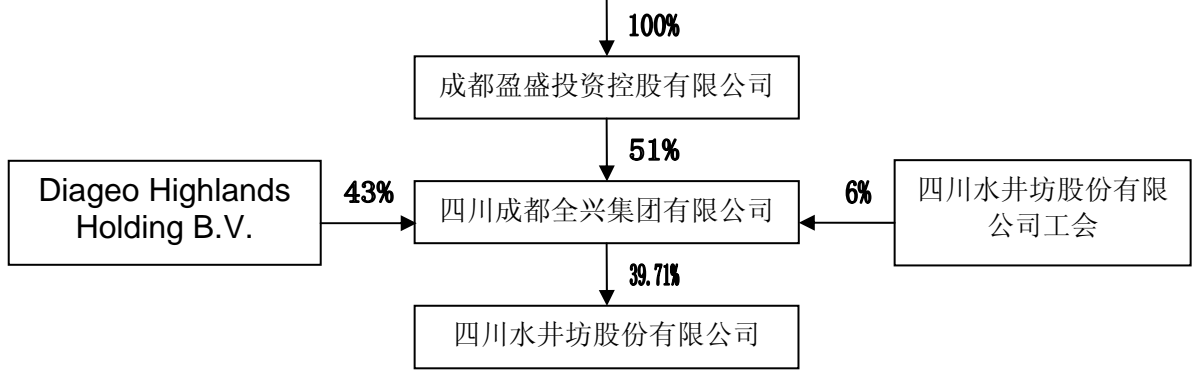 100%
成都盈盛投资控股有限公司
51%
Diageo Highlands
Holding B.V.
43%
四川成都全兴集团有限公司
6%
四川水井坊股份有限
公司工会
39.71%
四川水井坊股份有限公司